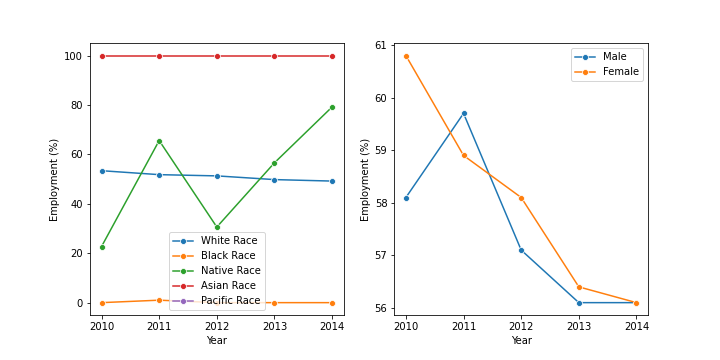 Employment (%)
100
80
60
40
20
0
2010 2011 2012 2013 2014
Year
White Race
Black Race
Native Race
Asian Race
Pacific Race
Employment (%)
61
60
59
58
57
56
2010 2011 2012 2013 2014
Year
Male
Female